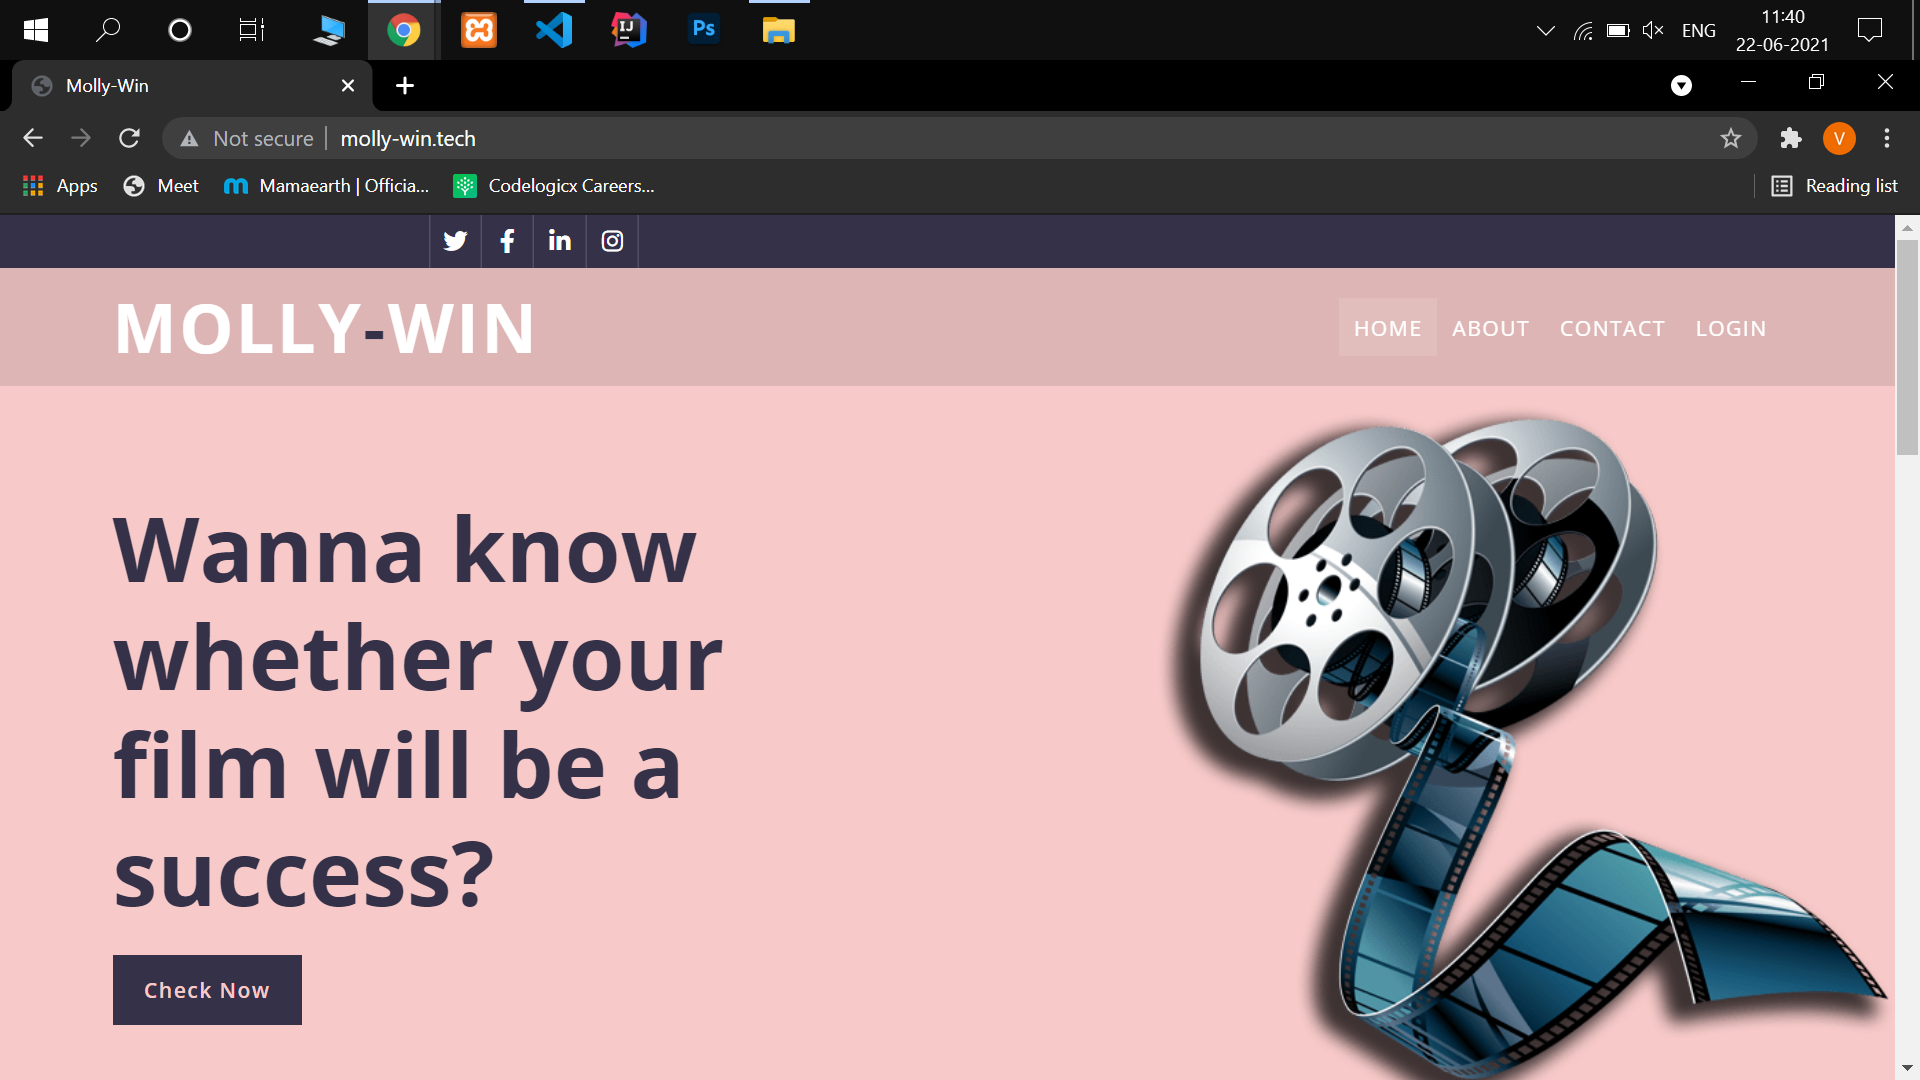 Ps
ENG
11:40
22-06-2021
Molly-Win
Not secure
molly-win.tech
V
Apps
Meet
Mamaearth | Officia...
Codelogicx Careers...
Reading list
MOLLY-WIN
HOME
ABOUT
CONTACT
LOGIN
Wanna know
whether your
film will be a
success?
Check Now